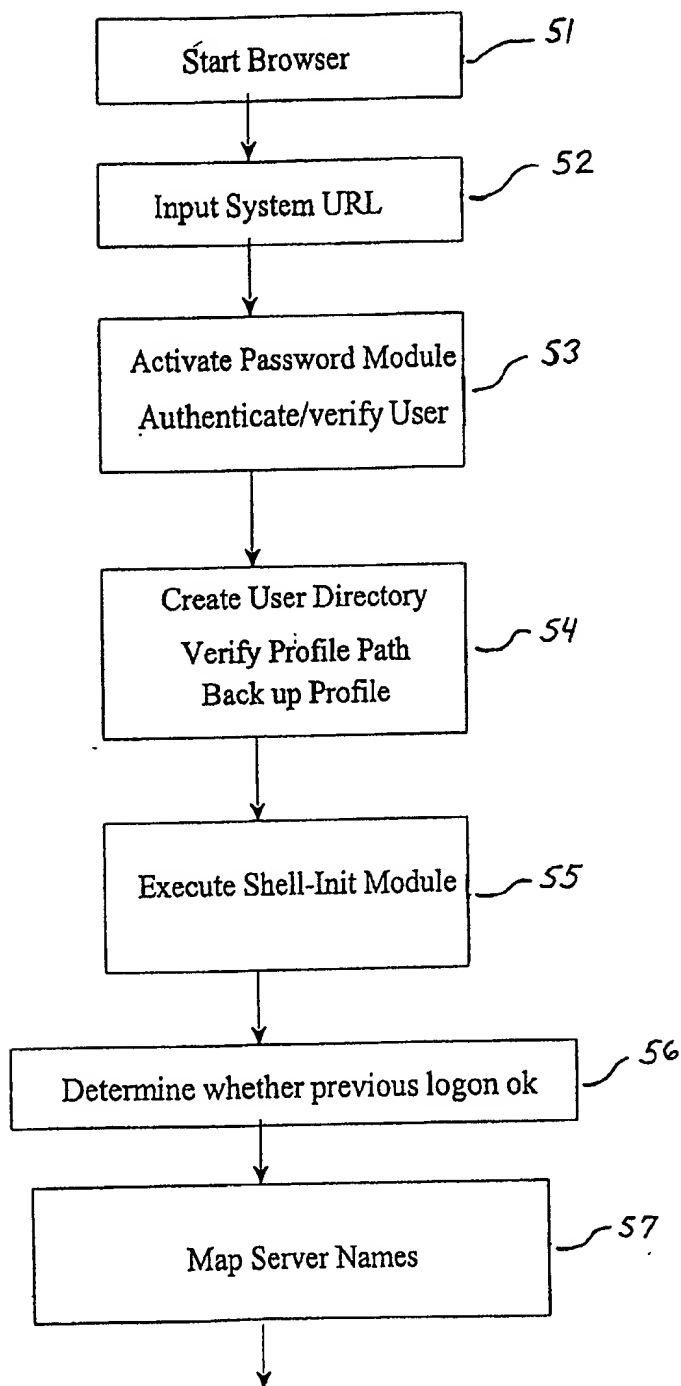 Start Browser
51
Input System URL
52
Activate Password Module
Authenticate/verify User
53
Create User Directory
Verify Profile Path
Back up Profile
54
Execute Shell-Init Module
55
Determine whether previous logon ok
56
Map Server Names
57